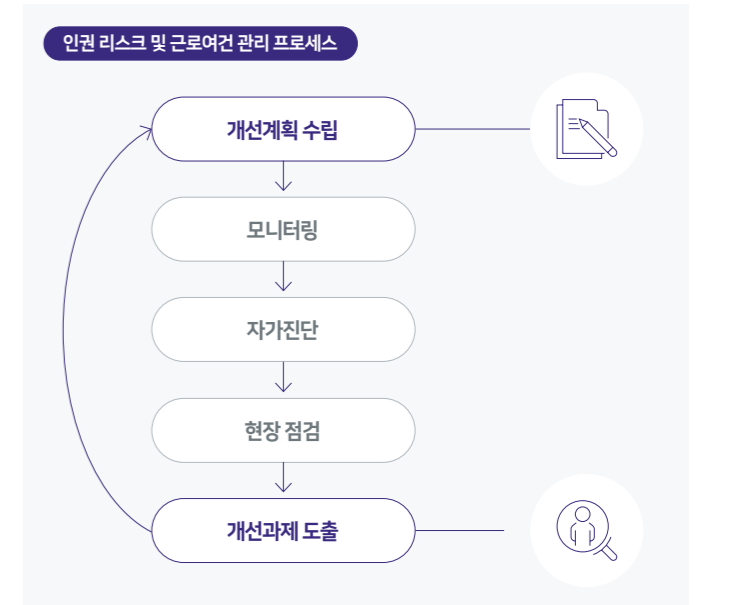 인권 리스크 및 근로여건 관리 프로세스
개선계획 수립
모니터링
자가진단
현장 점검
개선과제 도출